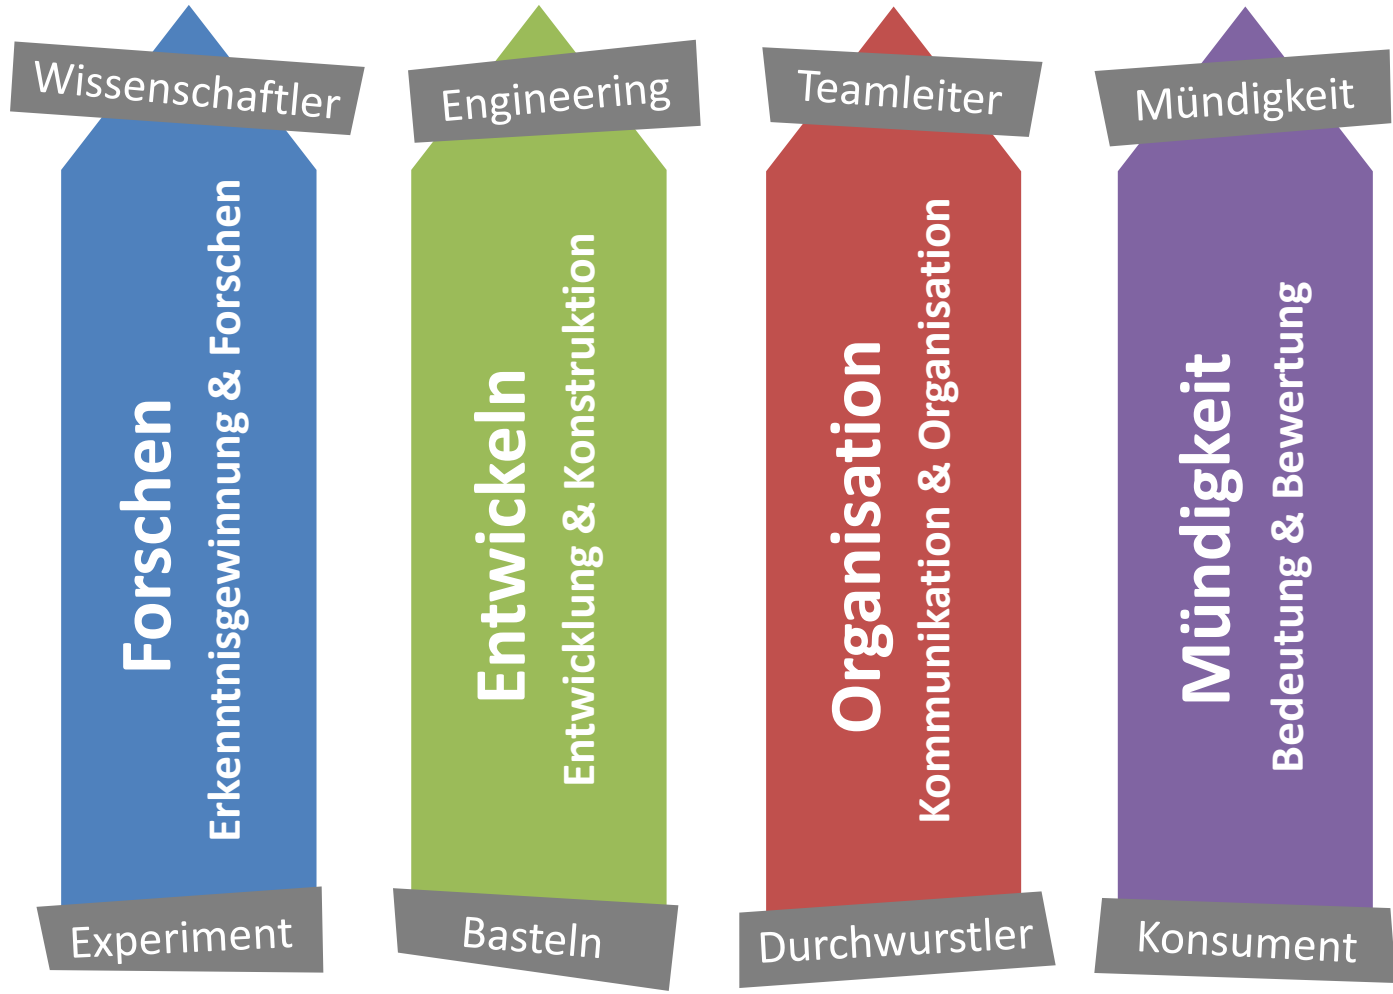 Wissenschaftler
Forschen
Erkenntnisgewinnung & Forschen
Experiment
Engineering
Entwickeln
Entwicklung & Konstruktion
Basteln
Teamleiter
Organisation
Kommunikation & Organisation
Durchwurstler
Mündigkeit
Mündigkeit
Bedeutung & Bewertung
Konsument